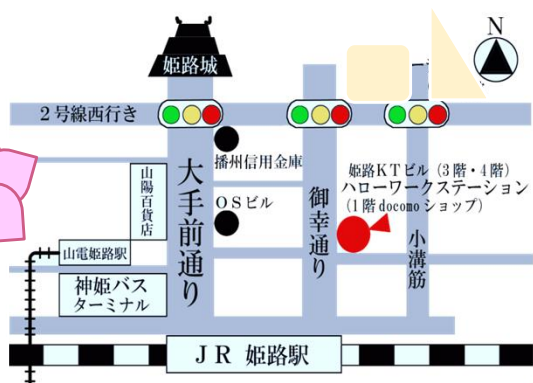 N
姫路城
2号線西行き
播州信用金庫
姫路KTビル(3階・4階)
ハローワークステーション
(1階docomoショップ)
山陽百貨店
大手前通り
OSビル
御幸通り
小溝筋
山電姫路駅
神姫バス
ターミナル
JR 姫路駅